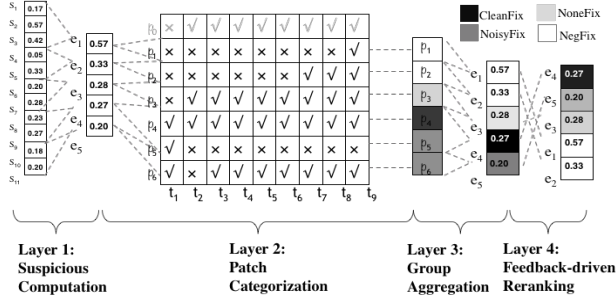 CleanFix
NoneFix
NoisyFix
NegFix
s₁ 0.17
s₂ 0.57
s₃ 0.42
s₄ 0.05
s₅ 0.33
s₆ 0.20
s₇ 0.28
s₈ 0.23
s₉ 0.27
s₁₀ 0.18
s₁₁ 0.20
e₁ 0.57
e₂ 0.33
e₃ 0.28
e₄ 0.27
e₅ 0.20
p₀ × √ √ √ √ √ √ √
p₁ × × × × × × × √
p₂ × × × × × √ √ √
p₃ × √ √ √ √ √ √ √
p₄ √ √ √ √ √ √ √ √
p₅ √ × × × × × × ×
p₆ √ × √ √ √ √ √ √
t₁ t₂ t₃ t₄ t₅ t₆ t₇ t₈ t₉
p₁
p₂
p₃
p₄
p₅
p₆
e₁ 0.57
e₂ 0.33
e₃ 0.28
e₄ 0.27
e₅ 0.20
e₄ 0.27
e₅ 0.20
e₃ 0.28
e₁ 0.57
e₂ 0.33
Layer 1:
Suspicious
Computation
Layer 2:
Patch
Categorization
Layer 3:
Group
Aggregation
Layer 4:
Feedback-driven
Reranking